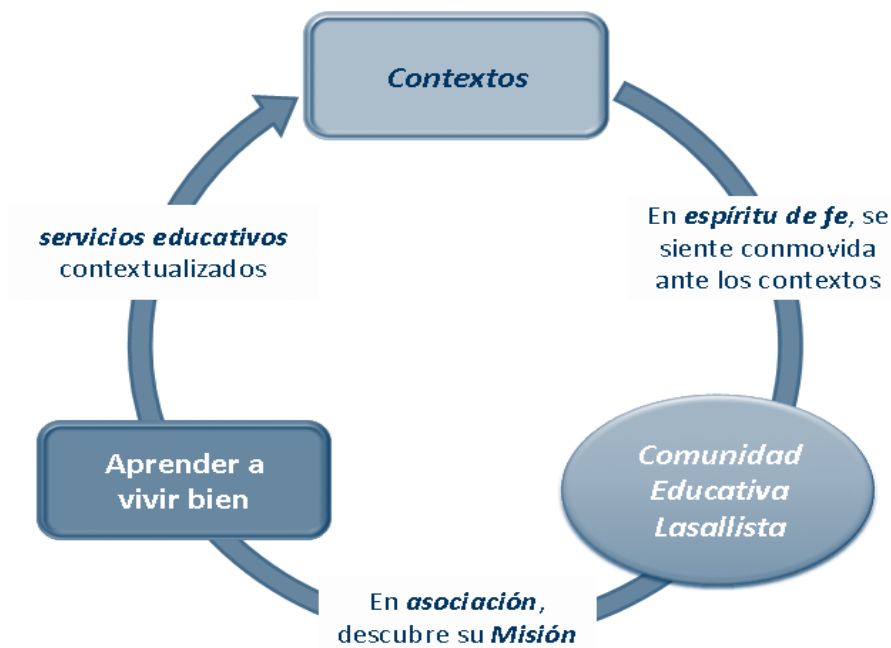 Contextos
En espíritu de fe, se
siente conmovida
ante los contextos
Comunidad
Educativa
Lasallista
En asociación,
descubre su Misión
Aprender a
vivir bien
servicios educativos
contextualizados